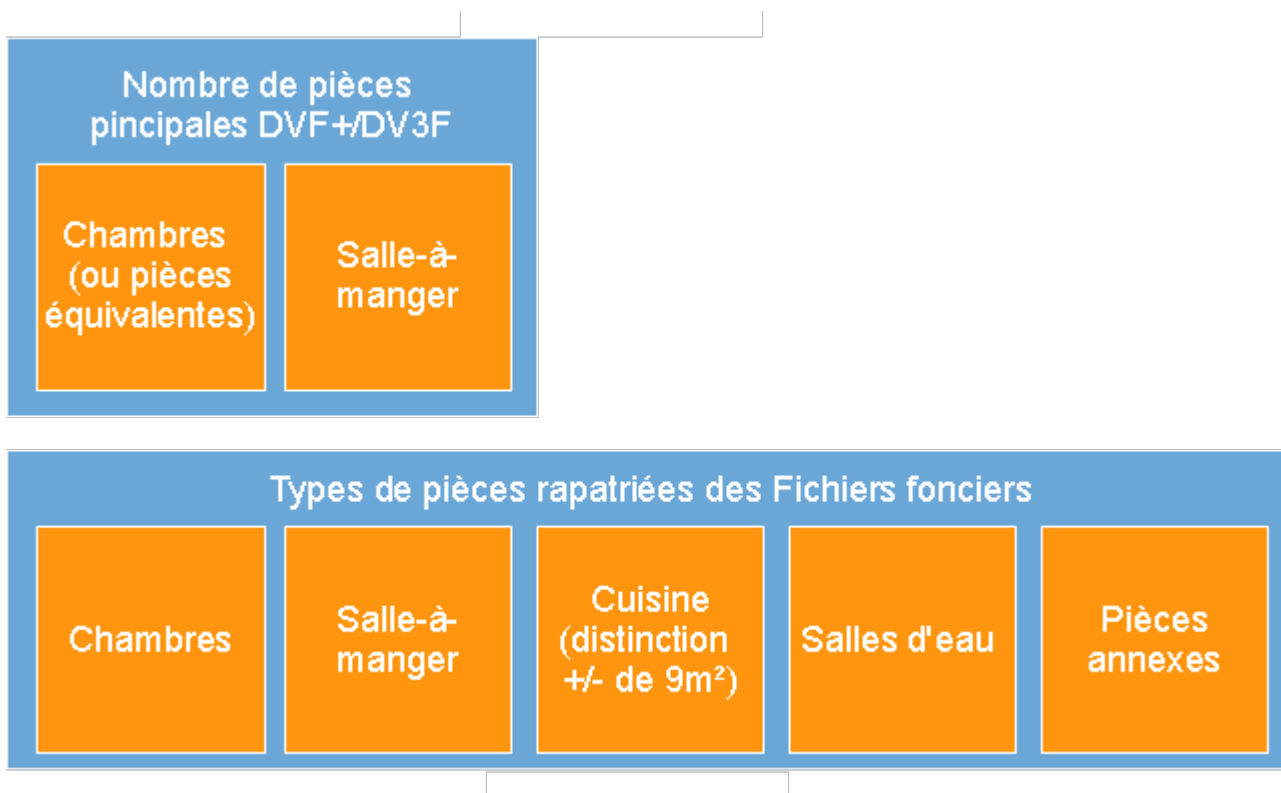 Nombre de pièces
pincipales DVF+/DV3F
Chambres
(ou pièces
équivalentes)
Salle-à-
manger
Types de pièces rapatriées des Fichiers fonciers
Chambres
Salle-à-
manger
Cuisine
(distinction
+/- de 9m²)
Salles d'eau
Pièces
annexes